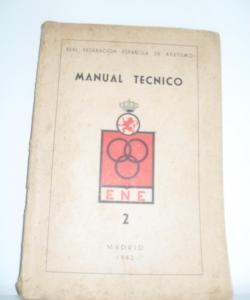 REAL FEDERACION ESPAÑOLA DE ATLETISMO
MANUAL TECNICO
ENE
2
MADRID